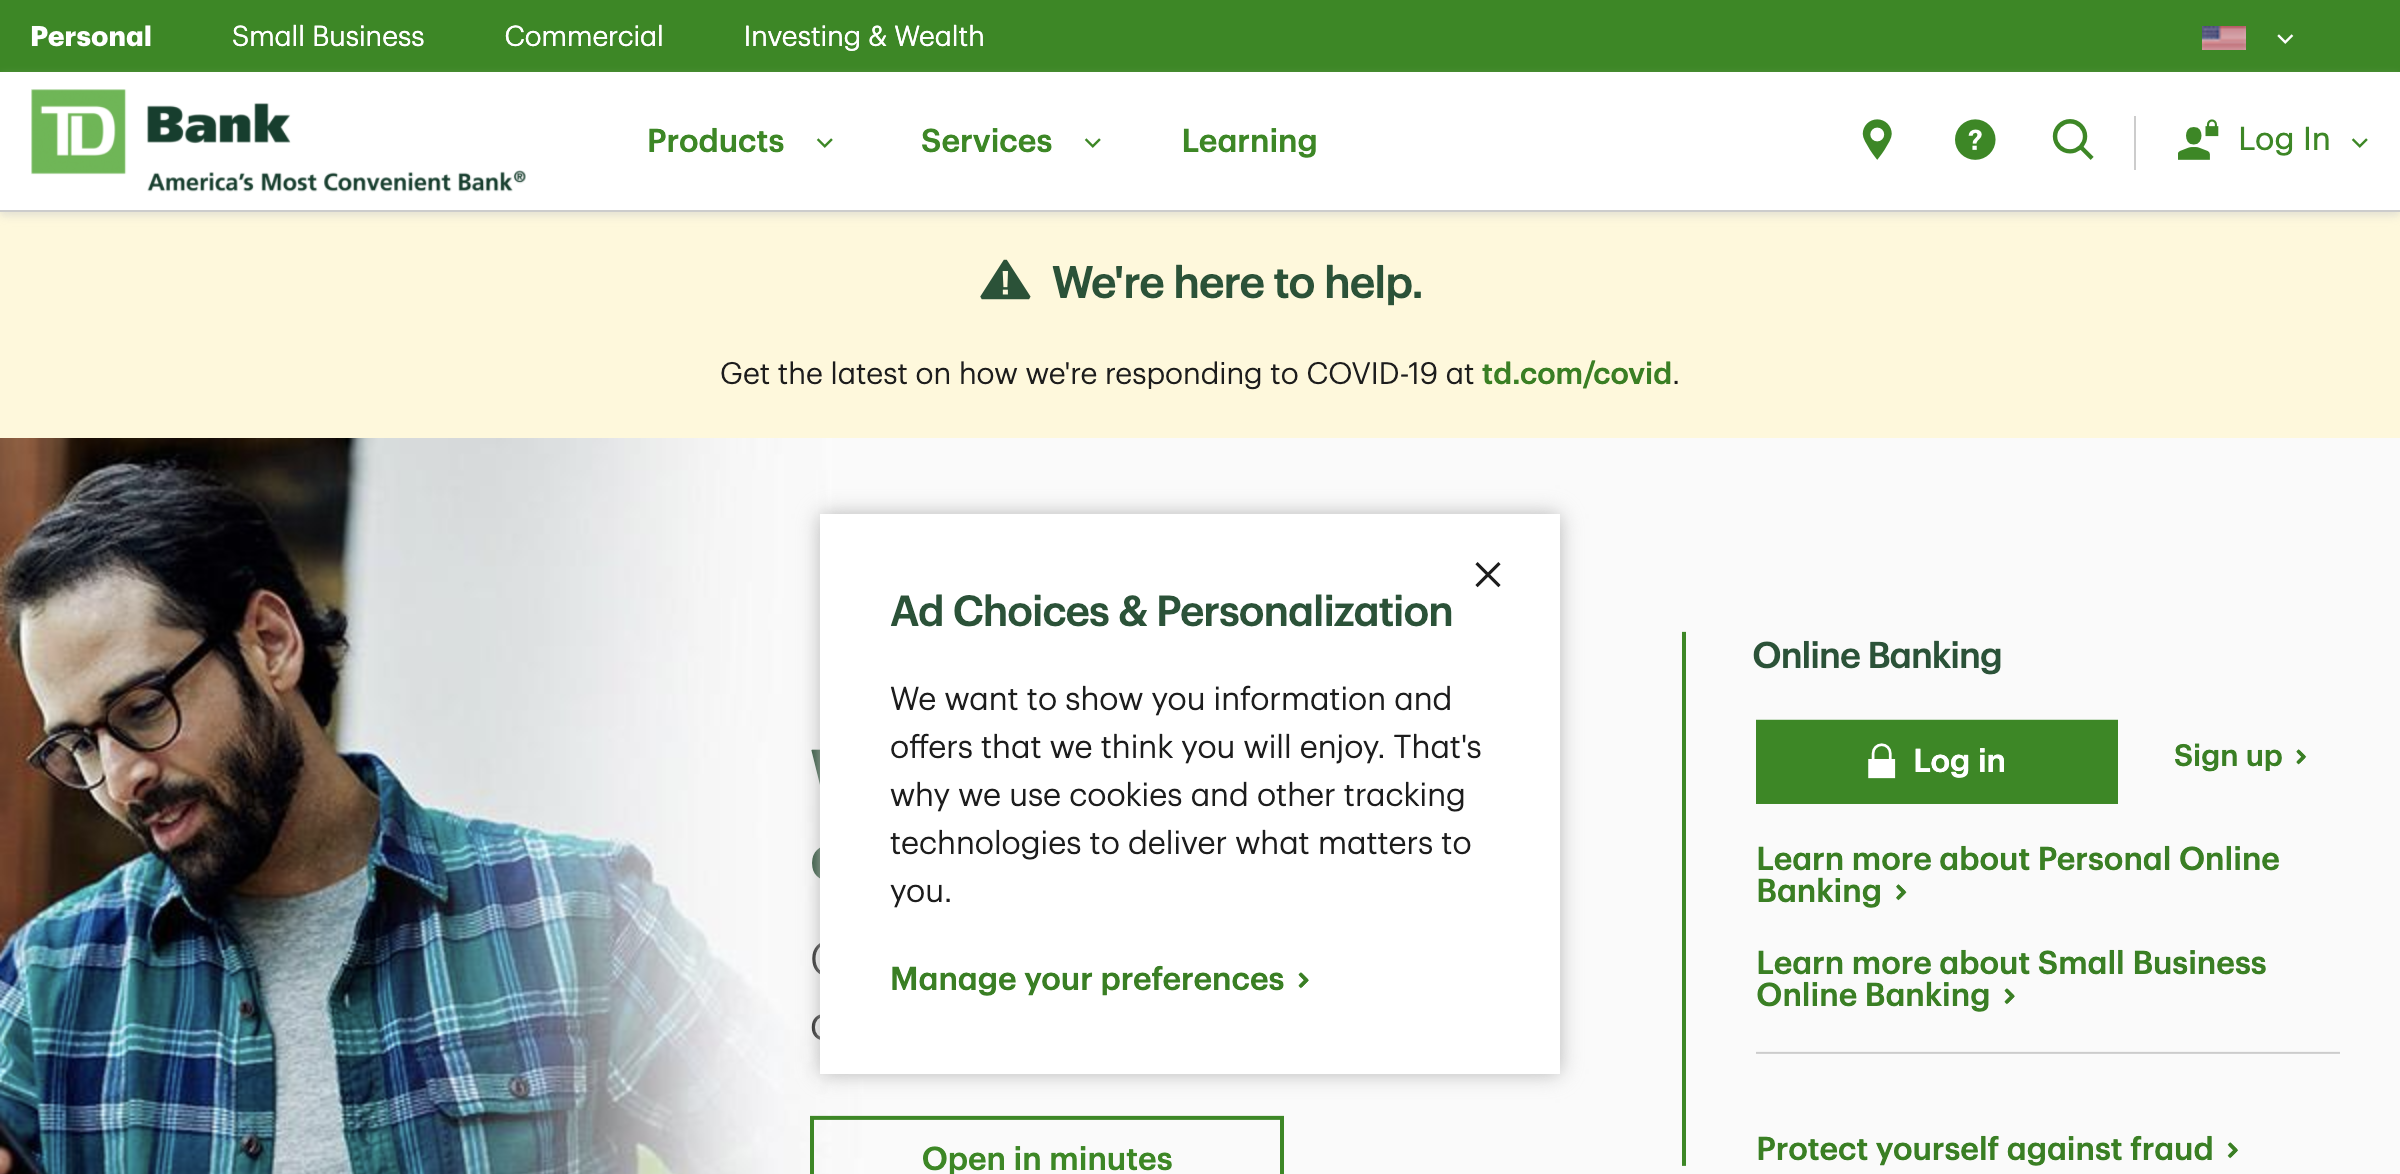 Personal Small Business Commercial Investing & Wealth
TD Bank
America's Most Convenient Bank®
Products Services Learning
? Log In
We're here to help.
Get the latest on how we're responding to COVID-19 at td.com/covid.
Ad Choices & Personalization
We want to show you information and
offers that we think you will enjoy. That's
why we use cookies and other tracking
technologies to deliver what matters to
you.
Manage your preferences
Open in minutes
Online Banking
Log in
Sign up
Learn more about Personal Online
Banking
Learn more about Small Business
Online Banking
Protect yourself against fraud